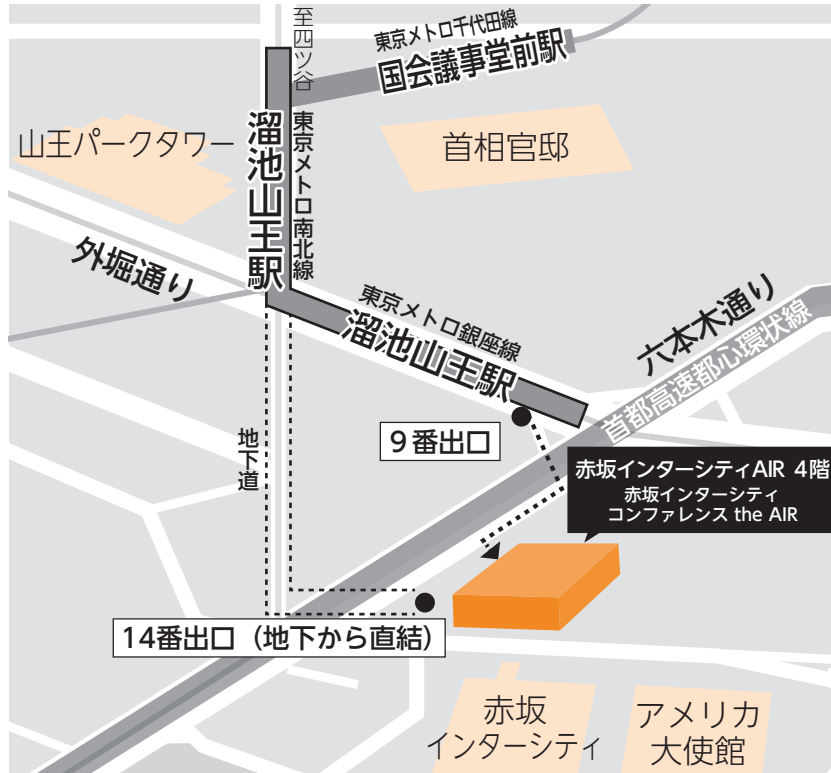 至四ツ谷
東京メトロ千代田線
国会議事堂前駅
山王パークタワー
溜池山王駅
東京メトロ南北線
首相官邸
外堀通り
東京メトロ銀座線
溜池山王駅
六本木通り
首都高速都心環状線
9番出口
地下道
赤坂インターシティAIR 4階
赤坂インターシティ
コンファレンス the AIR
14番出口（地下から直結）
赤坂
インターシティ
アメリカ
大使館